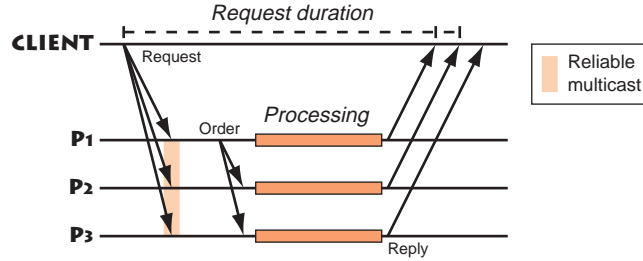 Request duration
CLIENT
Request
Reliable
multicast
Processing
Order
P1
P2
P3
Reply